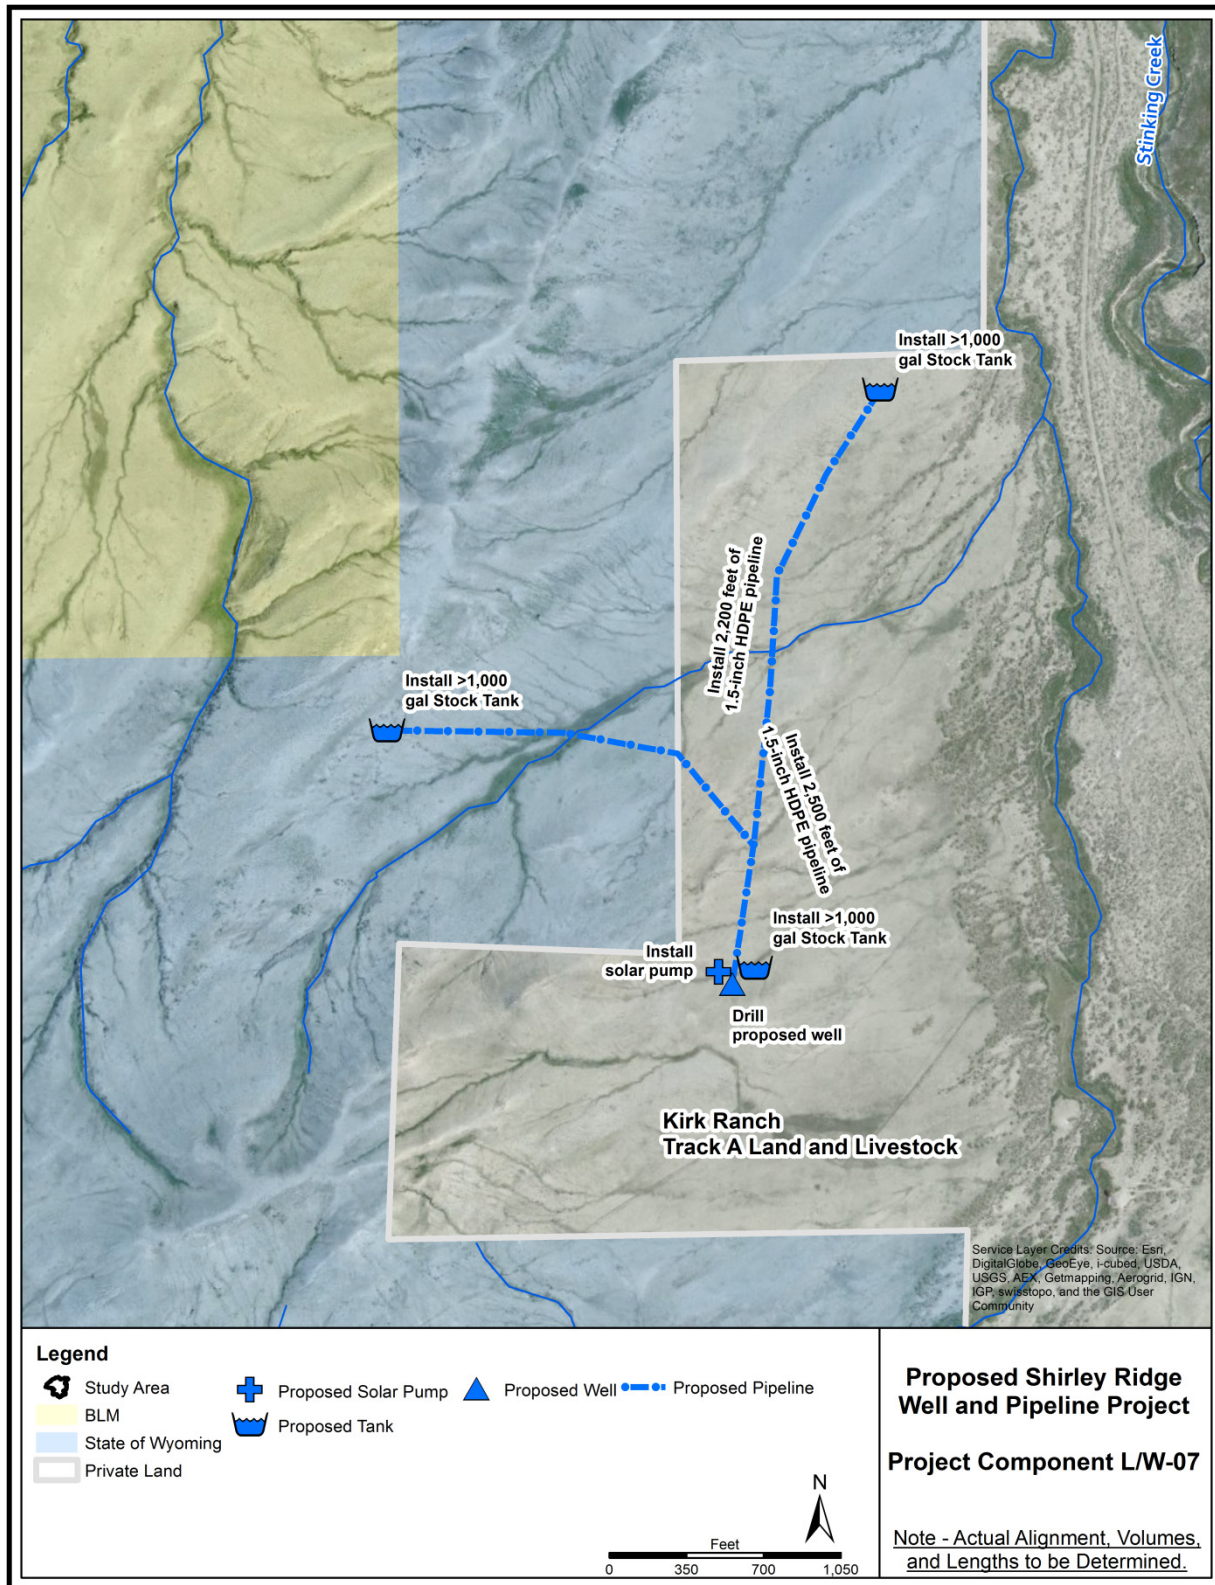 Stinking Creek
Install >1,000
gal Stock Tank
Install 2,200 feet of
1.5-inch HDPE pipeline
Install >1,000
gal Stock Tank
Install 2,500 feet of
1.5-inch HDPE pipeline
Install >1,000
gal Stock Tank
Install
solar pump
Drill
proposed well
Kirk Ranch
Track A Land and Livestock
Service Layer Credits: Source: Esri,
DigitalGlobe, GeoEye, i-cubed, USDA,
USGS, AEX, Getmapping, Aerogrid, IGN,
IGP, swisstopo, and the GIS User
Community
Legend
Study Area
BLM
State of Wyoming
Private Land
Proposed Solar Pump
Proposed Tank
Proposed Well
Proposed Pipeline
N
Feet
0 350 700 1,050
Proposed Shirley Ridge
Well and Pipeline Project
Project Component L/W-07
Note - Actual Alignment, Volumes,
and Lengths to be Determined.